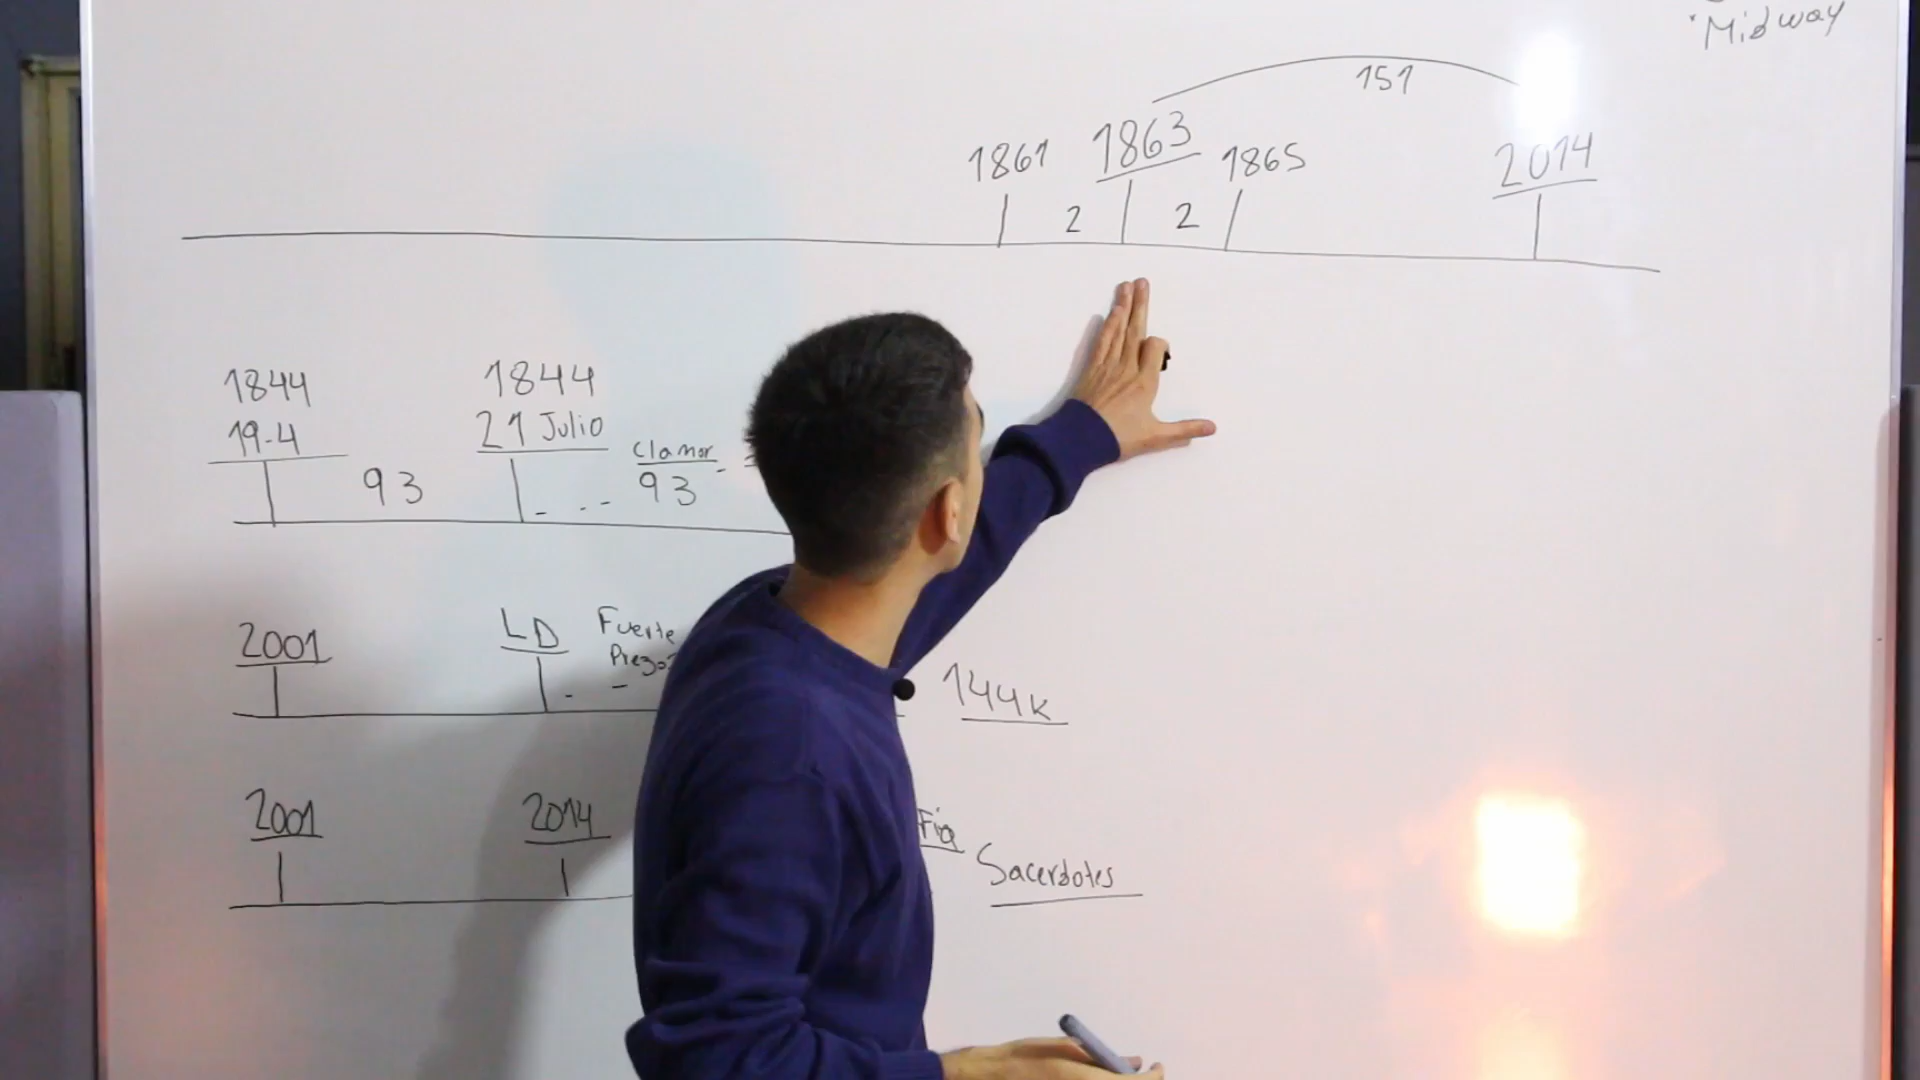 Midway
151
1861 1863 1865 2014
2 2
1844 1844
19-4 21 Julio
Clamor
93 93
2001 LD Fuerte
144k
2001 2014
Sacerdotes